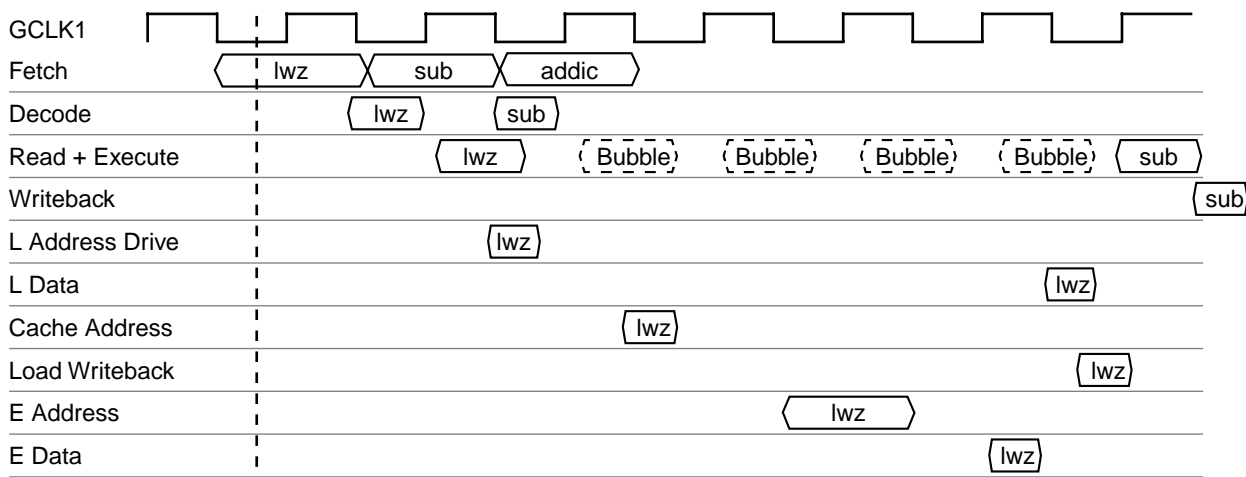 GCLK1
Fetch lwz sub addic
Decode lwz sub
Read + Execute lwz Bubble Bubble Bubble Bubble sub
Writeback sub
L Address Drive lwz
L Data lwz
Cache Address lwz
Load Writeback lwz
E Address lwz
E Data lwz